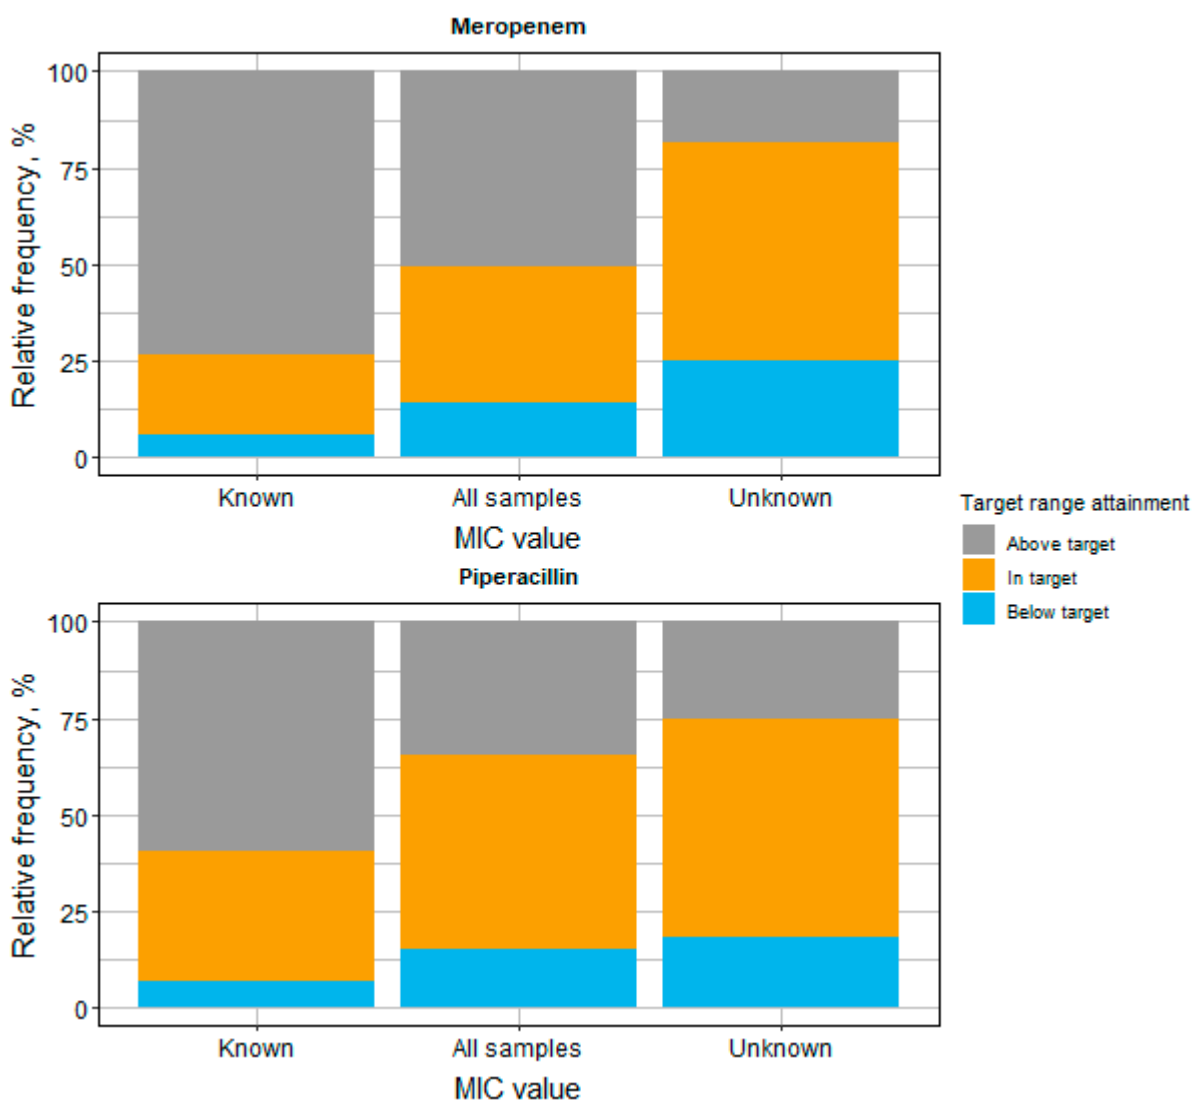 Meropenem
Relative frequency, %
100
75
50
25
0
Known All samples Unknown
MIC value
Piperacillin
Relative frequency, %
100
75
50
25
0
Known All samples Unknown
MIC value
Target range attainment
Above target
In target
Below target